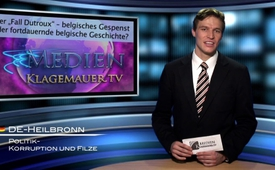 er „Fall Dutroux" – belgisches Gespenst
der fortdauernde belgische Geschichte?
MEDIEN
KLAGEMAUER.TV
DE-HEILBRONN
POLITIK-
KORRUPTION UND FILZE